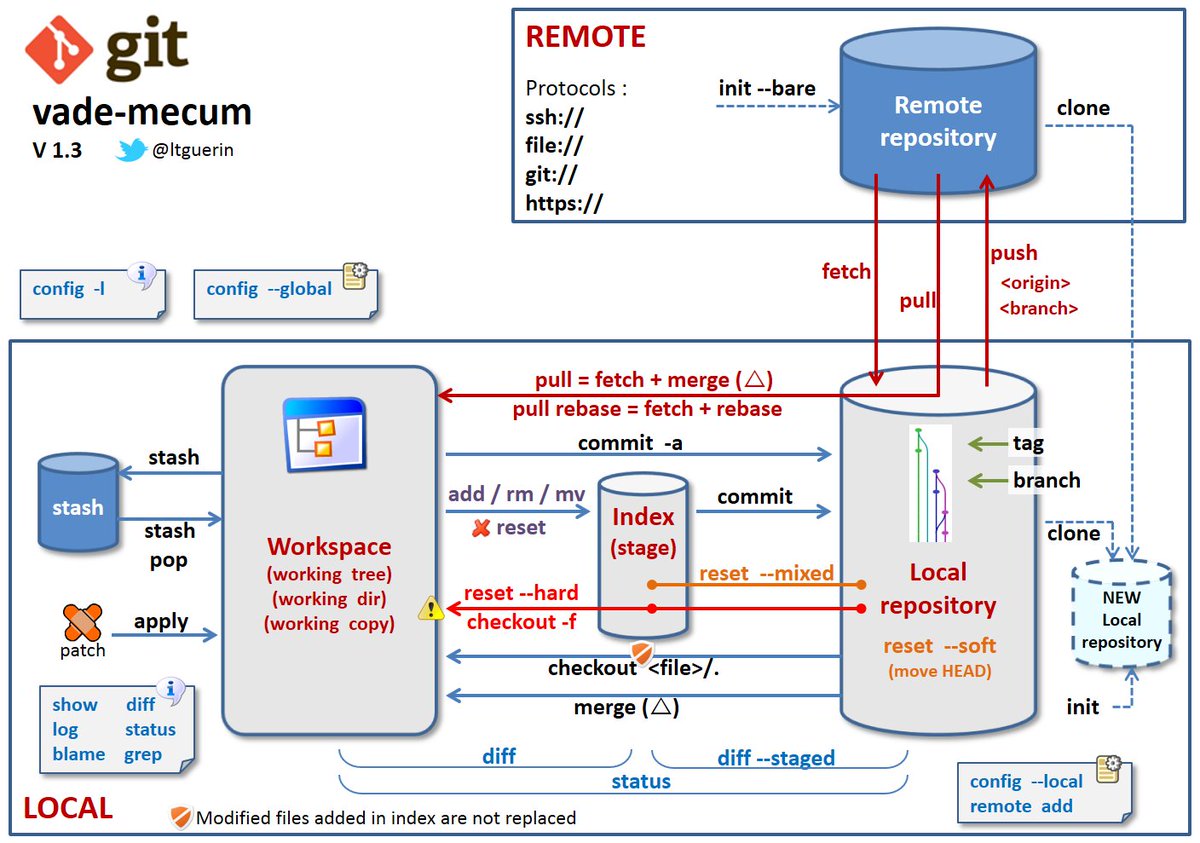 git
vade-mecum
V 1.3
@ltguerin
REMOTE
Protocols :
ssh://
file://
git://
https://
init --bare
Remote
repository
clone
config -l
config --global
fetch
pull
push
<origin>
<branch>
pull = fetch + merge (△)
pull rebase = fetch + rebase
commit -a
tag
branch
stash
stash
stash
pop
add / rm / mv
reset
Index
(stage)
commit
Workspace
(working tree)
(working dir)
(working copy)
clone
reset --mixed
reset --hard
checkout -f
Local
repository
reset --soft
(move HEAD)
NEW
Local
repository
apply
patch
checkout <file>/.
merge (△)
init
show diff
log status
blame grep
diff
diff --staged
status
config --local
remote add
LOCAL
Modified files added in index are not replaced